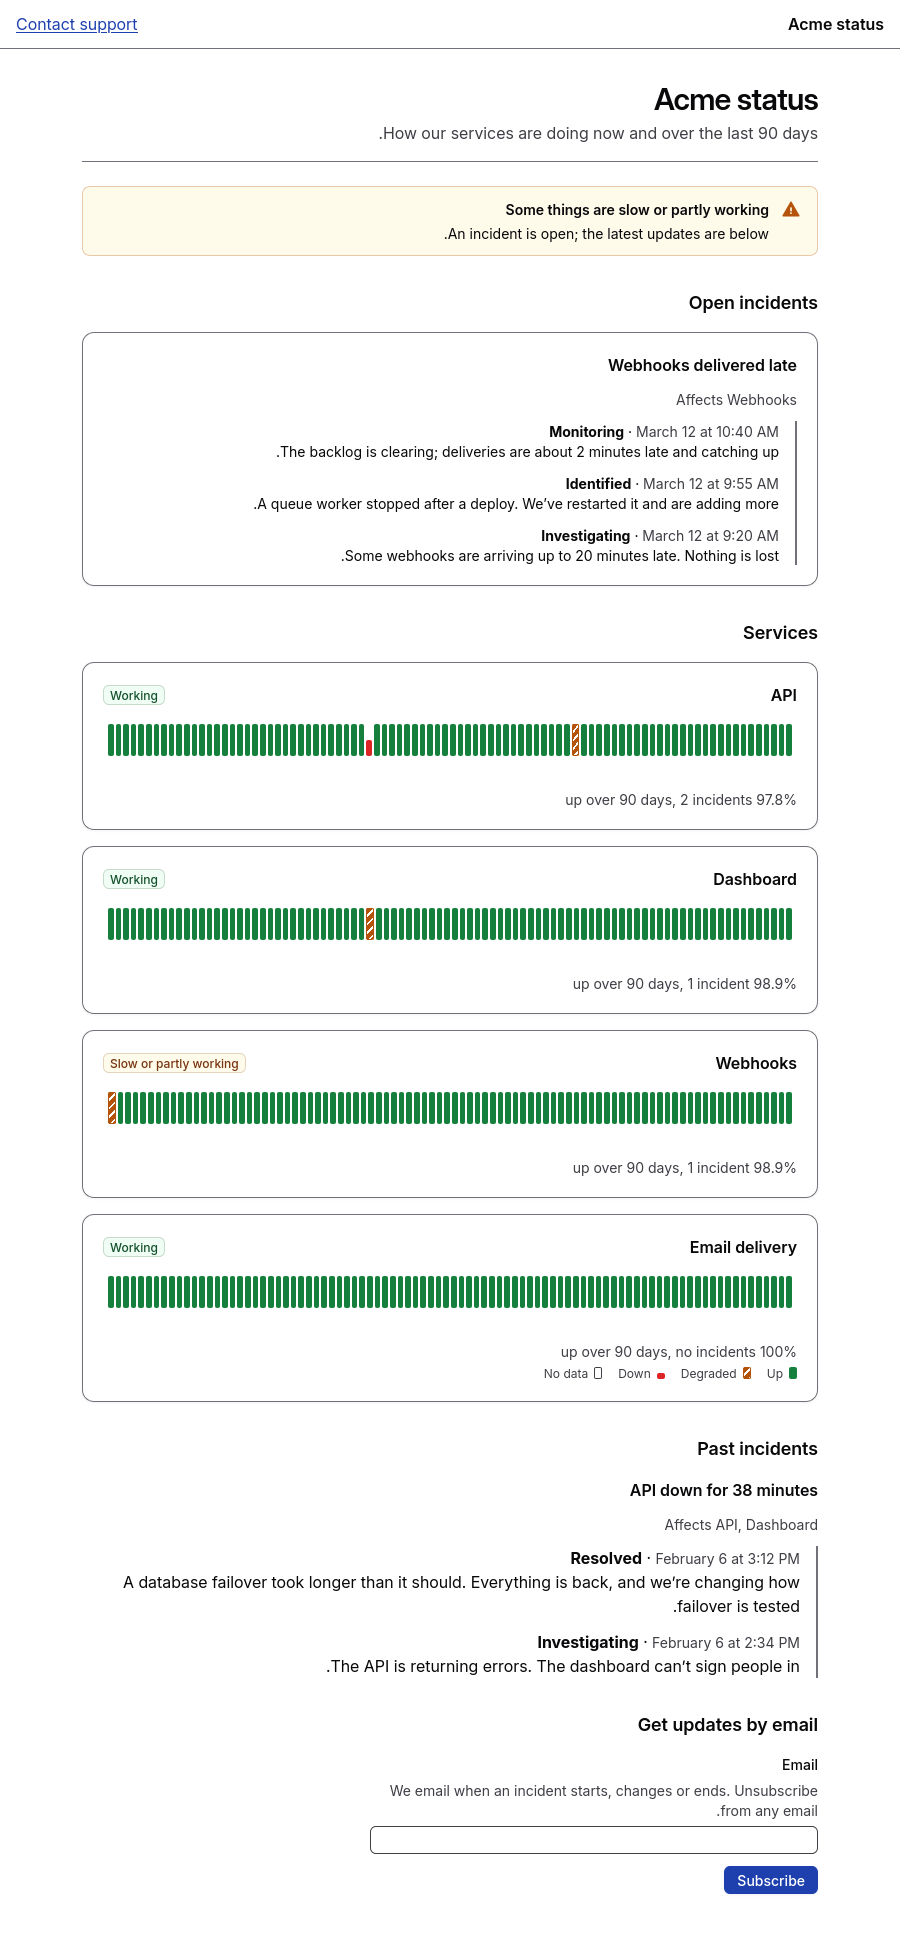 Acme status
Contact support
Acme status
How our services are doing now and over the last 90 days.
Some things are slow or partly working
An incident is open; the latest updates are below.
Open incidents
Webhooks delivered late
Affects Webhooks
Monitoring · March 12 at 10:40 AM
The backlog is clearing; deliveries are about 2 minutes late and catching up.
Identified · March 12 at 9:55 AM
A queue worker stopped after a deploy. We’ve restarted it and are adding more.
Investigating · March 12 at 9:20 AM
Some webhooks are arriving up to 20 minutes late. Nothing is lost.
Services
API
Working
97.8% up over 90 days, 2 incidents
Dashboard
Working
98.9% up over 90 days, 1 incident
Webhooks
Slow or partly working
98.9% up over 90 days, 1 incident
Email delivery
Working
100% up over 90 days, no incidents
Up
Degraded
Down
No data
Past incidents
API down for 38 minutes
Affects API, Dashboard
Resolved · February 6 at 3:12 PM
A database failover took longer than it should. Everything is back, and we’re changing how
failover is tested.
Investigating · February 6 at 2:34 PM
The API is returning errors. The dashboard can’t sign people in.
Get updates by email
Email
We email when an incident starts, changes or ends. Unsubscribe
from any email.
Subscribe